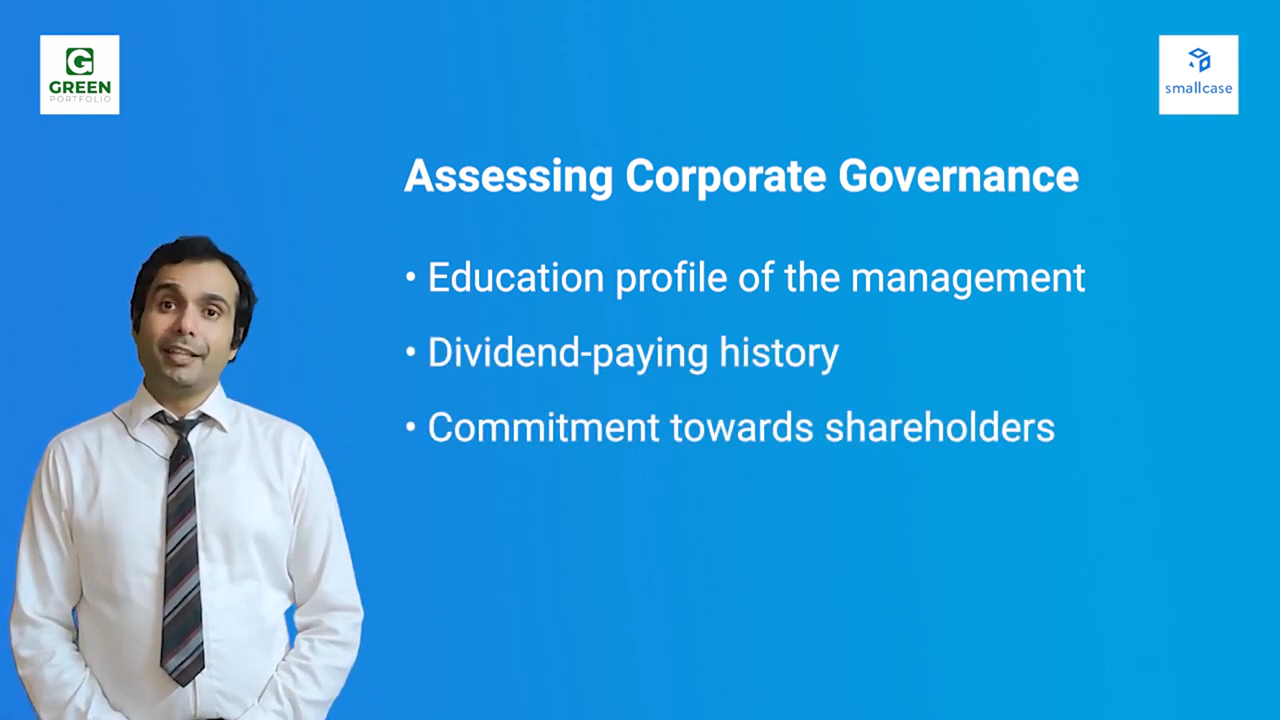 GREEN
PORTFOLIO
smallcase
Assessing Corporate Governance
• Education profile of the management
• Dividend-paying history
• Commitment towards shareholders